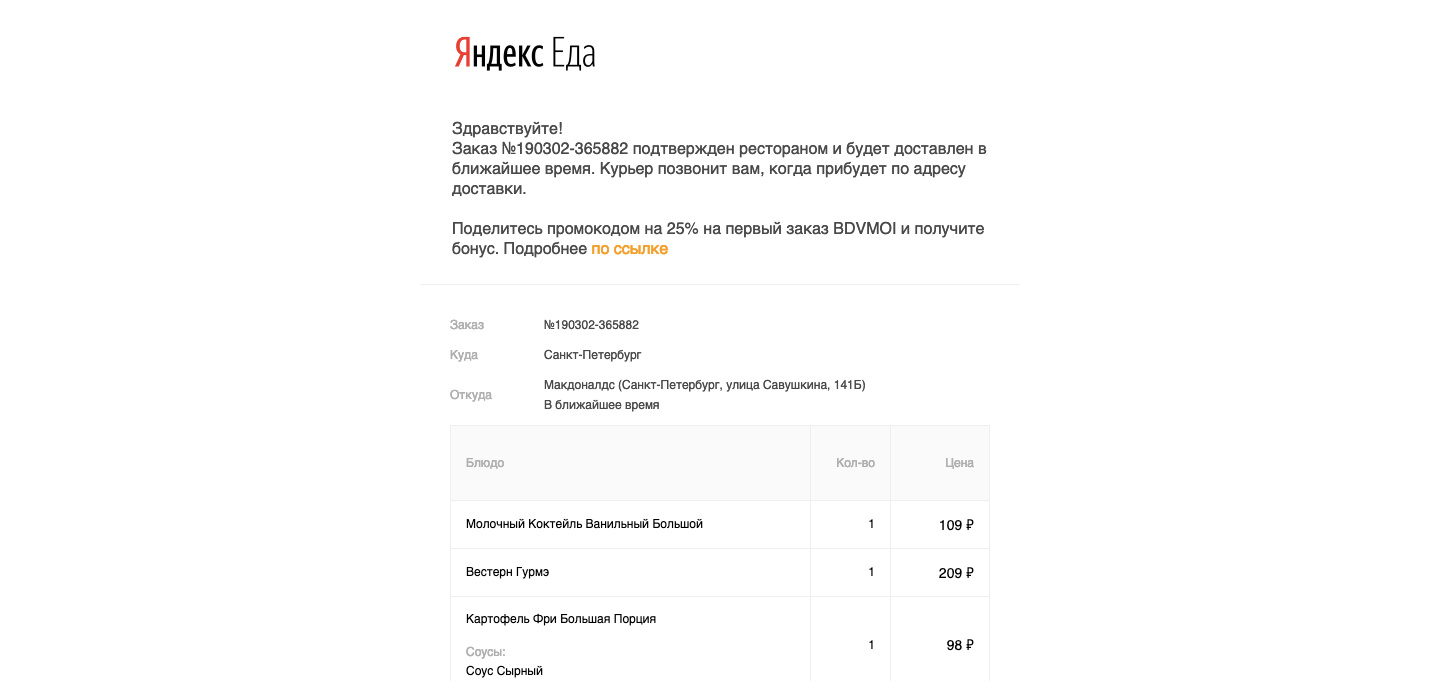 Яндекс Еда
Здравствуйте!
Заказ №190302-365882 подтвержден рестораном и будет доставлен в
ближайшее время. Курьер позвонит вам, когда прибудет по адресу
доставки.
Поделитесь промокодом на 25% на первый заказ BDVMOI и получите
бонус. Подробнее по ссылке
Заказ №190302-365882
Куда Санкт-Петербург
Откуда Макдоналдс (Санкт-Петербург, улица Савушкина, 141Б)
В ближайшее время
Блюдо Кол-во Цена
Молочный Коктейль Ванильный Большой 1 109 ₽
Вестерн Гурмэ 1 209 ₽
Картофель Фри Большая Порция 1 98 ₽
Соусы:
Соус Сырный